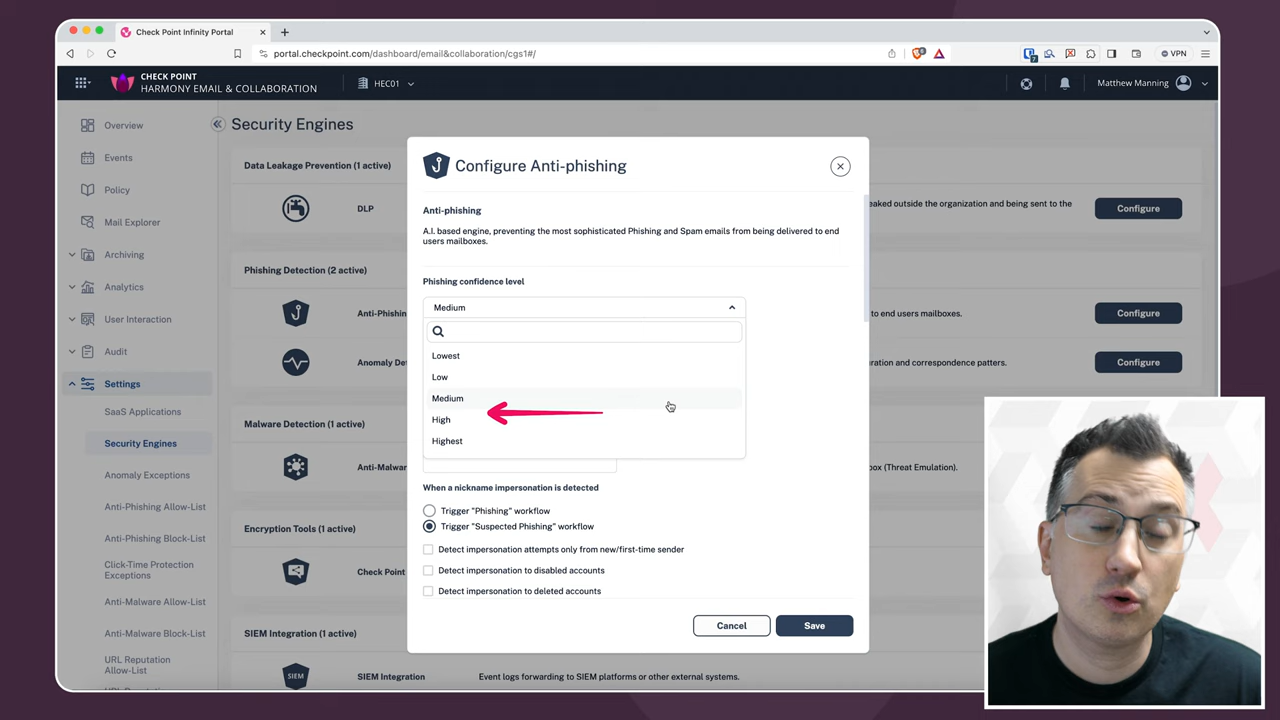 Check Point Infinity Portal
portal.checkpoint.com/dashboard/email&collaboration/cgs1#/
VPN
CHECK POINT
HARMONY EMAIL & COLLABORATION
HEC01
Matthew Manning
Overview
Events
Policy
Mail Explorer
Archiving
Analytics
User Interaction
Audit
Settings
SaaS Applications
Security Engines
Anomaly Exceptions
Anti-Phishing Allow-List
Anti-Phishing Block-List
Click-Time Protection
Exceptions
Anti-Malware Allow-List
Anti-Malware Block-List
URL Reputation
Allow-List
Security Engines
Data Leakage Prevention (1 active)
DLP
eaked outside the organization and being sent to the
Configure
Phishing Detection (2 active)
Anti-Phishin
to end users mailboxes.
Configure
Anomaly De
uration and correspondence patters.
Configure
Malware Detection (1 active)
Anti-Malwar
box (Threat Emulation).
Encryption Tools (1 active)
Check Point
SIEM Integration (1 active)
SIEM
SIEM Integration
Event logs forwarding to SIEM platforms or other external systems.
Configure Anti-phishing
Anti-phishing
A.I. based engine, preventing the most sophisticated Phishing and Spam emails from being delivered to end
users mailboxes.
Phishing confidence level
Medium
Lowest
Low
Medium
High
Highest
When a nickname impersonation is detected
Trigger "Phishing" workflow
Trigger "Suspected Phishing" workflow
Detect impersonation attempts only from new/first-time sender
Detect impersonation to disabled accounts
Detect impersonation to deleted accounts
Cancel
Save